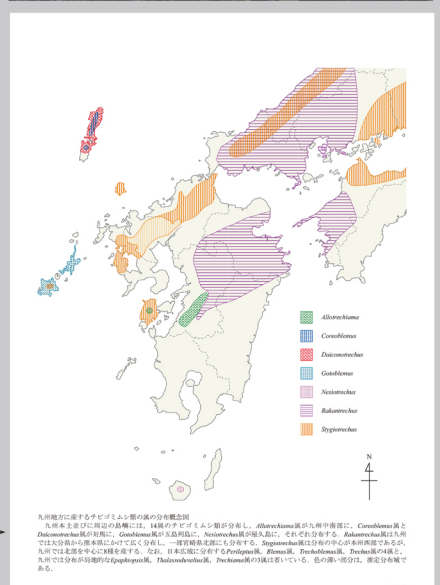 Allotrechiama
Coreoblemus
Daiconotrechus
Gotoblemus
Nesiotrechus
Rakantrechus
Stygiotrechus
N
4
九州地方に産するチビゴミムシ類の属の分布概念図
九州本土並びに周辺の島嶼には，14属のチビゴミムシ類が分布し，Allotrechiama属が九州中南部に，Coreoblemus属と
Daiconotrechus属が対馬に，Gotoblemus属が五島列島に，Nesiotrechus属が屋久島に，それぞれ分布する．Rakantrechus属は九州
では大分県から熊本県にかけて広く分布し，一部宮崎県北部にも分布する．Stygiotrechus属は分布の中心が本州西部であるが，
九州では北部を中心に8種を産する．なお，日本広域に分布するPerileptus属，Blemus属，Trechoblemus属，Trechus属の4属と，
九州では分布が局地的なEpaphiopsis属，Thalassoduvalius属，Trechiama属の3属は省いている．色の薄い部分は，推定分布域で
ある．